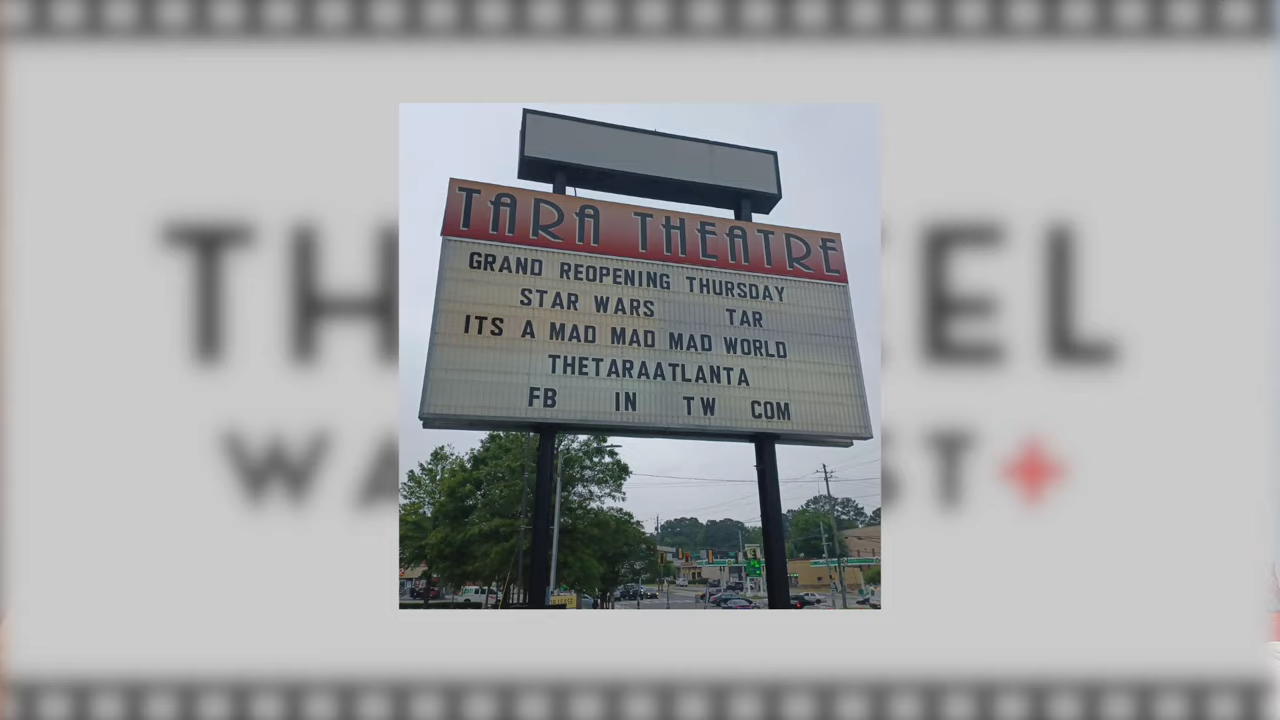 TARA THEATRE
GRAND REOPENING THURSDAY
STAR WARS TAR
ITS A MAD MAD MAD WORLD
THETARAATLANTA
FB IN TW COM